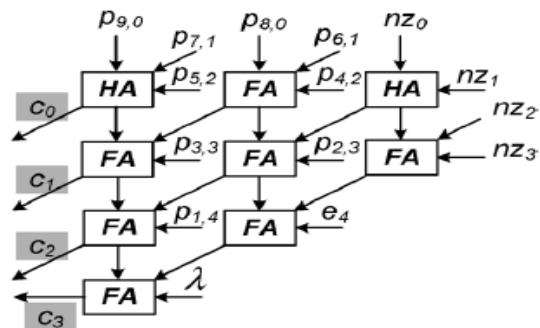 p9,0 p8,0 nz0
p7,1 p6,1
HA p5,2 FA p4,2 HA nz1
c0 nz2
FA p3,3 FA p2,3 FA nz3
c1
FA p1,4 FA e4
c2
FA λ
c3